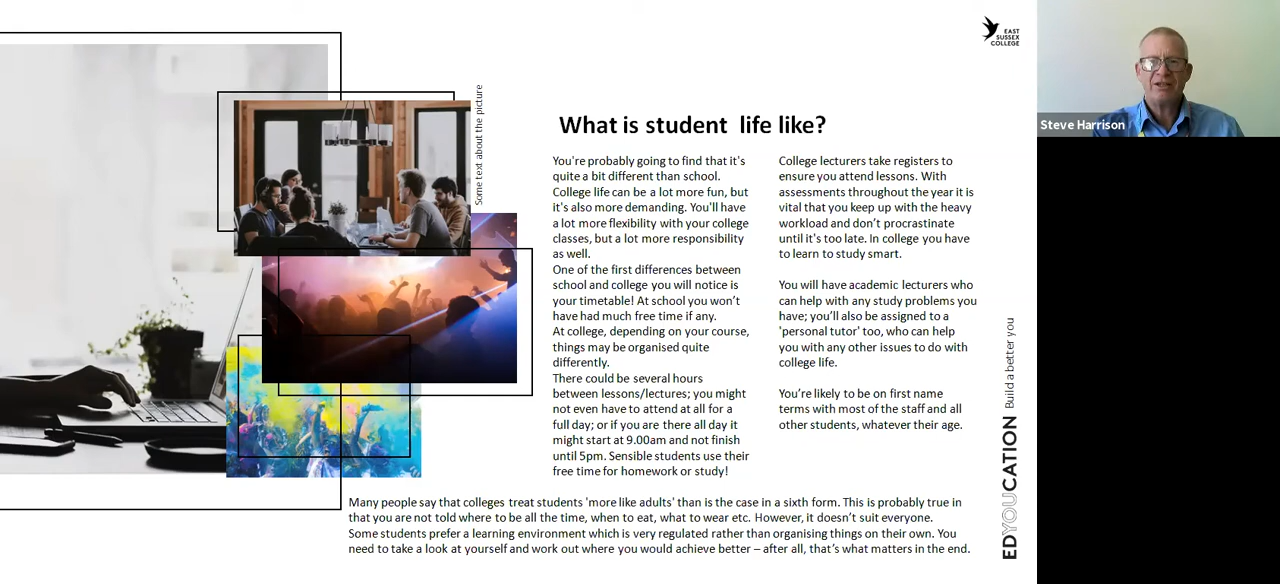 EAST
SUSSEX
COLLEGE
Steve Harrison
Some text about the picture
What is student  life like?
You're probably going to find that it's
quite a bit different than school.
College life can be a lot more fun, but
it's also more demanding. You'll have
a lot more flexibility with your college
classes, but a lot more responsibility
as well.
One of the first differences between
school and college you will notice is
your timetable! At school you won't
have had much free time if any.
At college, depending on your course,
things may be organised quite
differently.
There could be several hours
between lessons/lectures; you might
not even have to attend at all for a
full day; or if you are there all day it
might start at 9.00am and not finish
until 5pm. Sensible students use their
free time for homework or study!
College lecturers take registers to
ensure you attend lessons. With
assessments throughout the year it is
vital that you keep up with the heavy
workload and don't procrastinate
until it's too late. In college you have
to learn to study smart.
You will have academic lecturers who
can help with any study problems you
have; you'll also be assigned to a
'personal tutor' too, who can help
you with any other issues to do with
college life.
You're likely to be on first name
terms with most of the staff and all
other students, whatever their age.
Many people say that colleges treat students 'more like adults' than is the case in a sixth form. This is probably true in
that you are not told where to be all the time, when to eat, what to wear etc. However, it doesn't suit everyone.
Some students prefer a learning environment which is very regulated rather than organising things on their own. You
need to take a look at yourself and work out where you would achieve better – after all, that's what matters in the end.
EDYOUCATION Build a better you